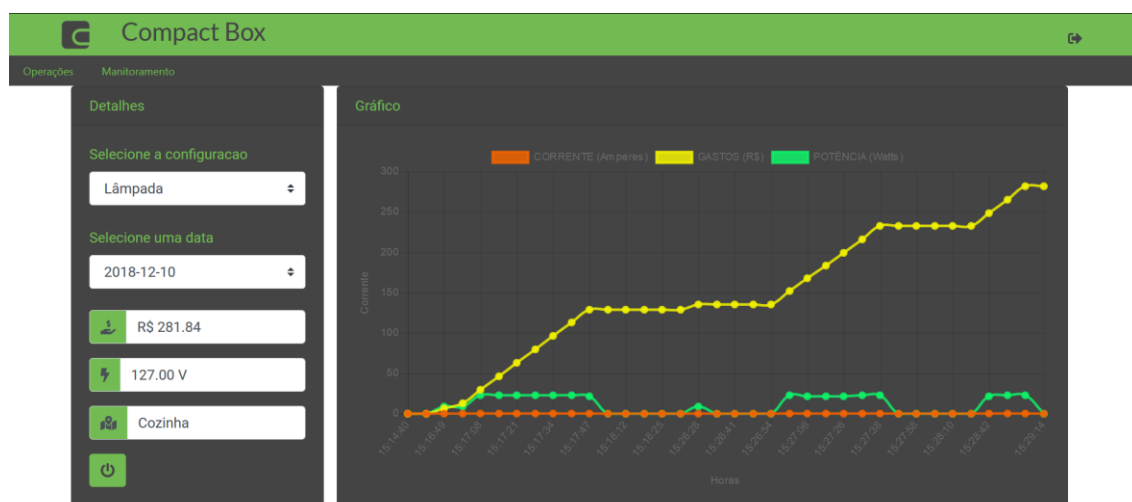 Compact Box
Operações Manitoramento
Detalhes
Selecione a configuracao
Lâmpada
Selecione uma data
2018-12-10
R$ 281.84
127.00 V
Cozinha
Gráfico
CORRENTE (Amperes) GASTOS (R$) POTÊNCIA (Watts)
300
250
200
150
100
50
0
Corrente
15:14:40 15:16:49 15:17:08 15:17:21 15:17:34 15:17:47 15:18:12 15:18:25 15:26:28 15:26:41 15:26:54 15:27:06 15:27:26 15:27:38 15:27:58 15:28:10 15:28:42 15:29:14
Horas